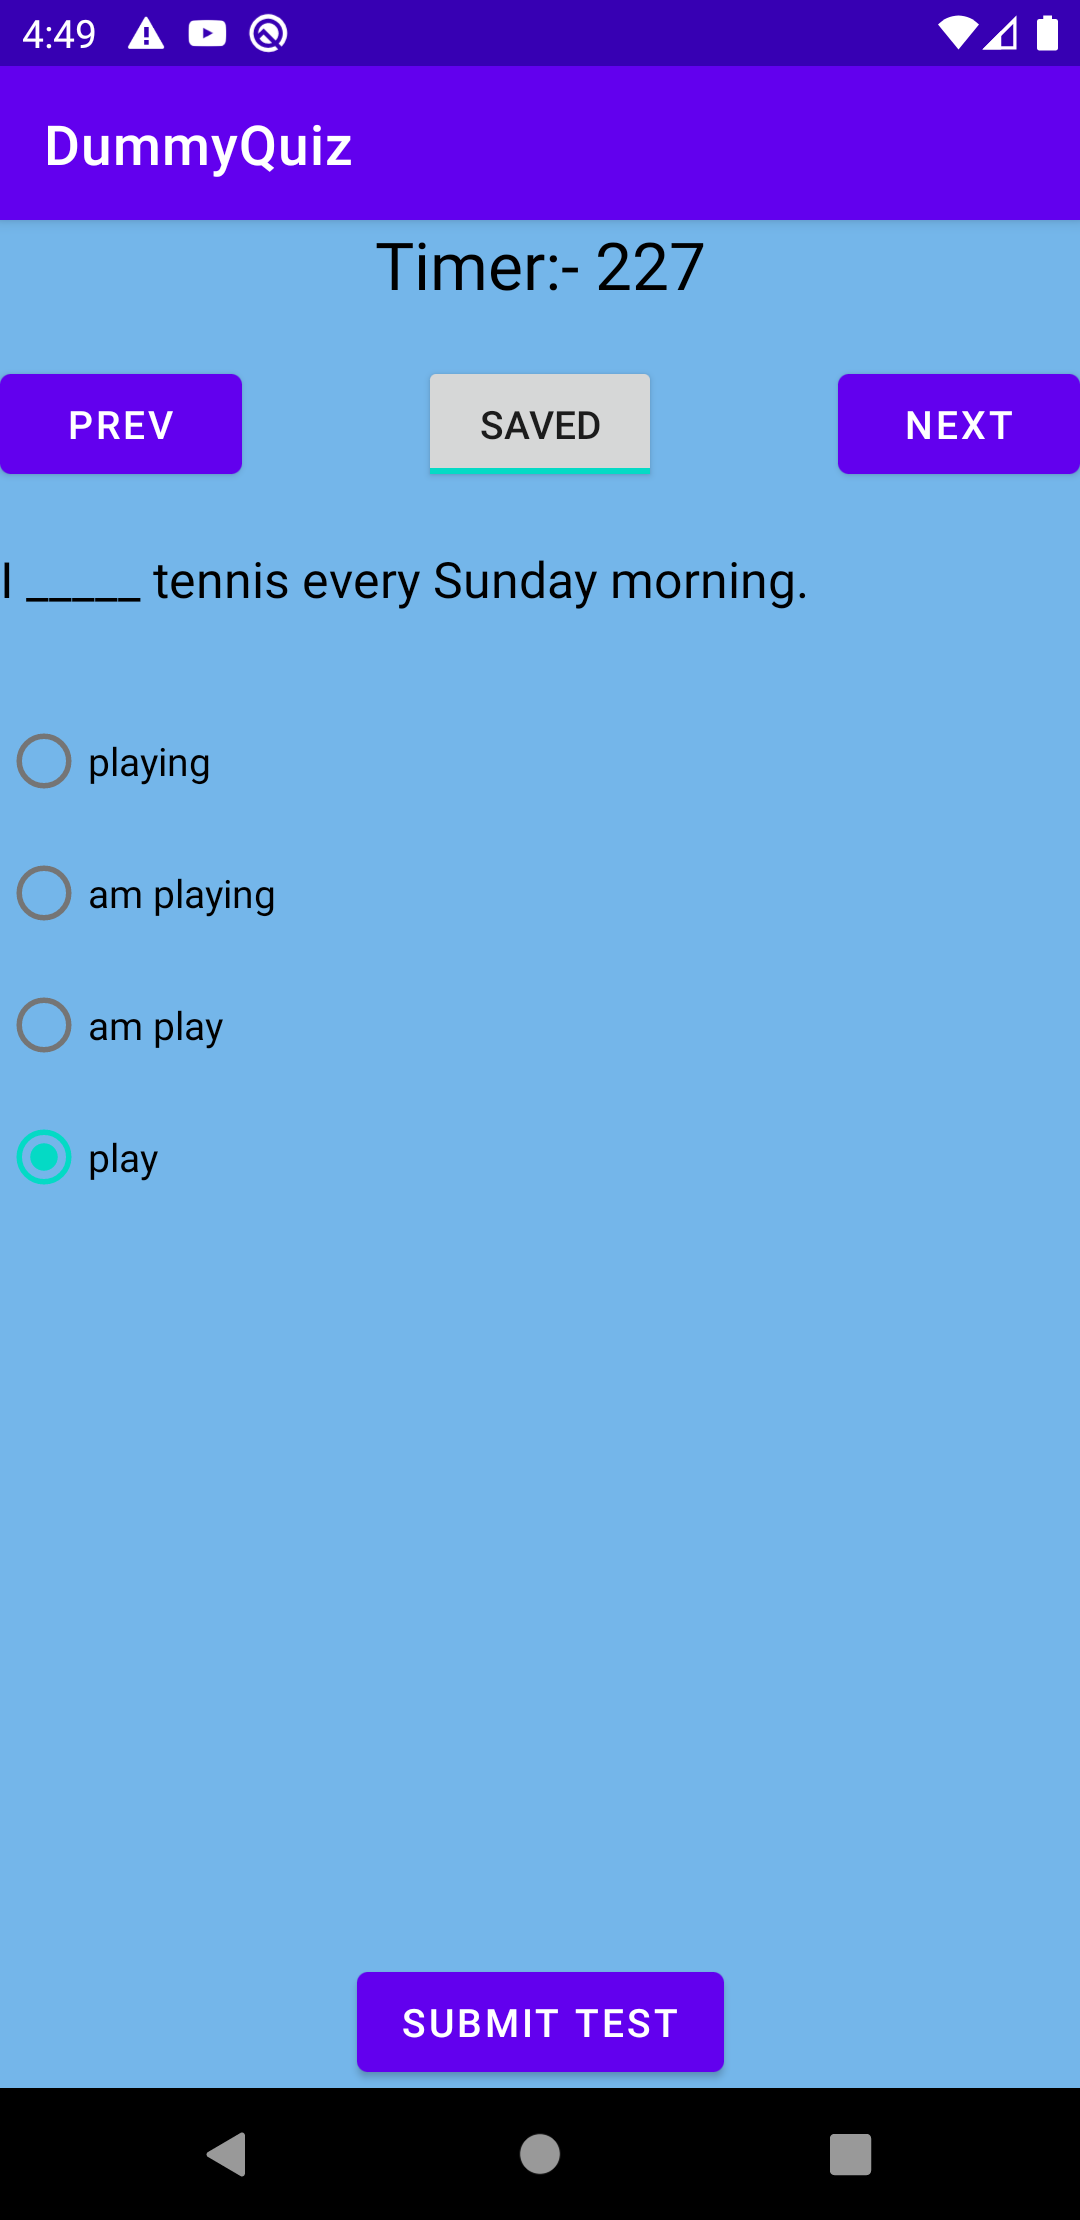 4:49
DummyQuiz
Timer:- 227
PREV
SAVED
NEXT
I _____ tennis every Sunday morning.
playing
am playing
am play
play
SUBMIT TEST